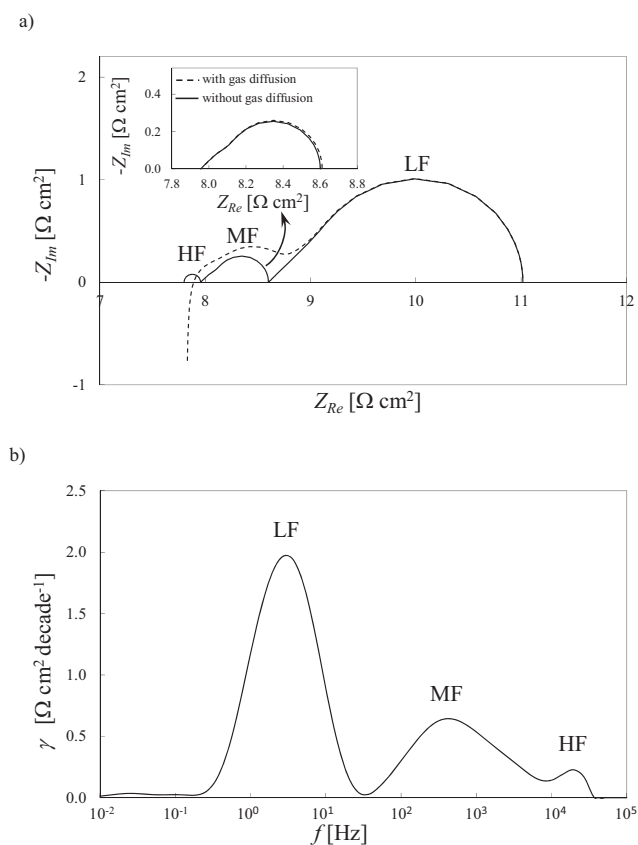 a)
-Z_Im [Ω cm²]
2
1
0
-1
7
8
9
10
11
12
Z_Re [Ω cm²]
HF
MF
LF
-Z_Im [Ω cm²]
0.4
0.2
0.0
7.8
8.0
8.2
8.4
8.6
8.8
Z_Re [Ω cm²]
with gas diffusion
without gas diffusion
b)
γ [Ω cm² decade⁻¹]
2.5
2.0
1.5
1.0
0.5
0.0
LF
MF
HF
10⁻²
10⁻¹
10⁰
10¹
10²
10³
10⁴
10⁵
f [Hz]